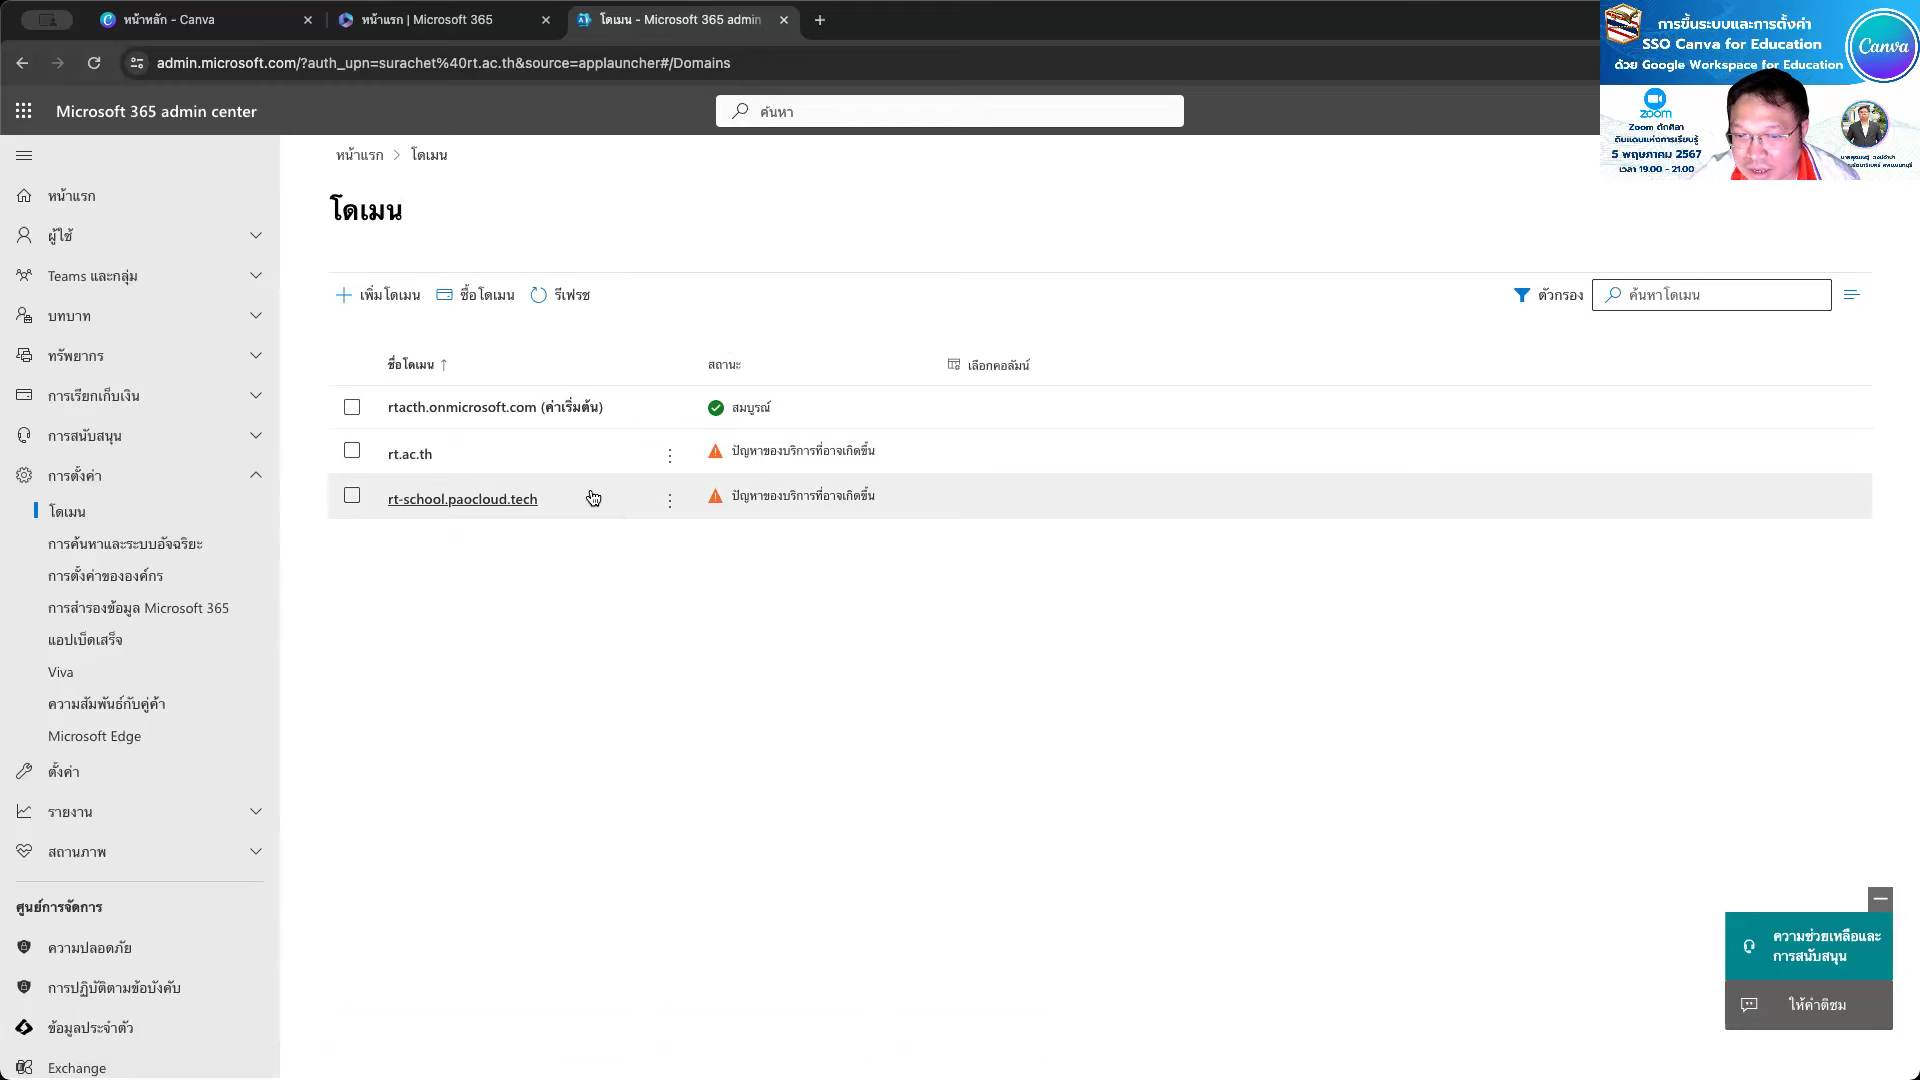 หน้าหลัก - Canva
หน้าแรก | Microsoft 365
โดเมน - Microsoft 365 admin
admin.microsoft.com/?auth_upn=surachet%40rt.ac.th&source=applauncher#/Domains
การขึ้นระบบและการตั้งค่า
SSO Canva for Education
ด้วย Google Workspace for Education
Canva
zoom
Zoom ตักศิลา
ดินแดนแห่งการเรียนรู้
5 พฤษภาคม 2567
เวลา 19.00 - 21.00
Microsoft 365 admin center
ค้นหา
หน้าแรก
ผู้ใช้
Teams และกลุ่ม
บทบาท
ทรัพยากร
การเรียกเก็บเงิน
การสนับสนุน
การตั้งค่า
โดเมน
การค้นหาและระบบอัจฉริยะ
การตั้งค่าขององค์กร
การสำรองข้อมูล Microsoft 365
แอปเบ็ดเสร็จ
Viva
ความสัมพันธ์กับคู่ค้า
Microsoft Edge
ตั้งค่า
รายงาน
สถานภาพ
ศูนย์การจัดการ
ความปลอดภัย
การปฏิบัติตามข้อบังคับ
ข้อมูลประจำตัว
Exchange
หน้าแรก > โดเมน
โดเมน
เพิ่มโดเมน ซื้อโดเมน รีเฟรช ตัวกรอง ค้นหาโดเมน
ชื่อโดเมน ↑ สถานะ เลือกคอลัมน์
rtacth.onmicrosoft.com (ค่าเริ่มต้น) สมบูรณ์
rt.ac.th ปัญหาของบริการที่อาจเกิดขึ้น
rt-school.paocloud.tech ปัญหาของบริการที่อาจเกิดขึ้น
ความช่วยเหลือและ
การสนับสนุน
ให้คำติชม